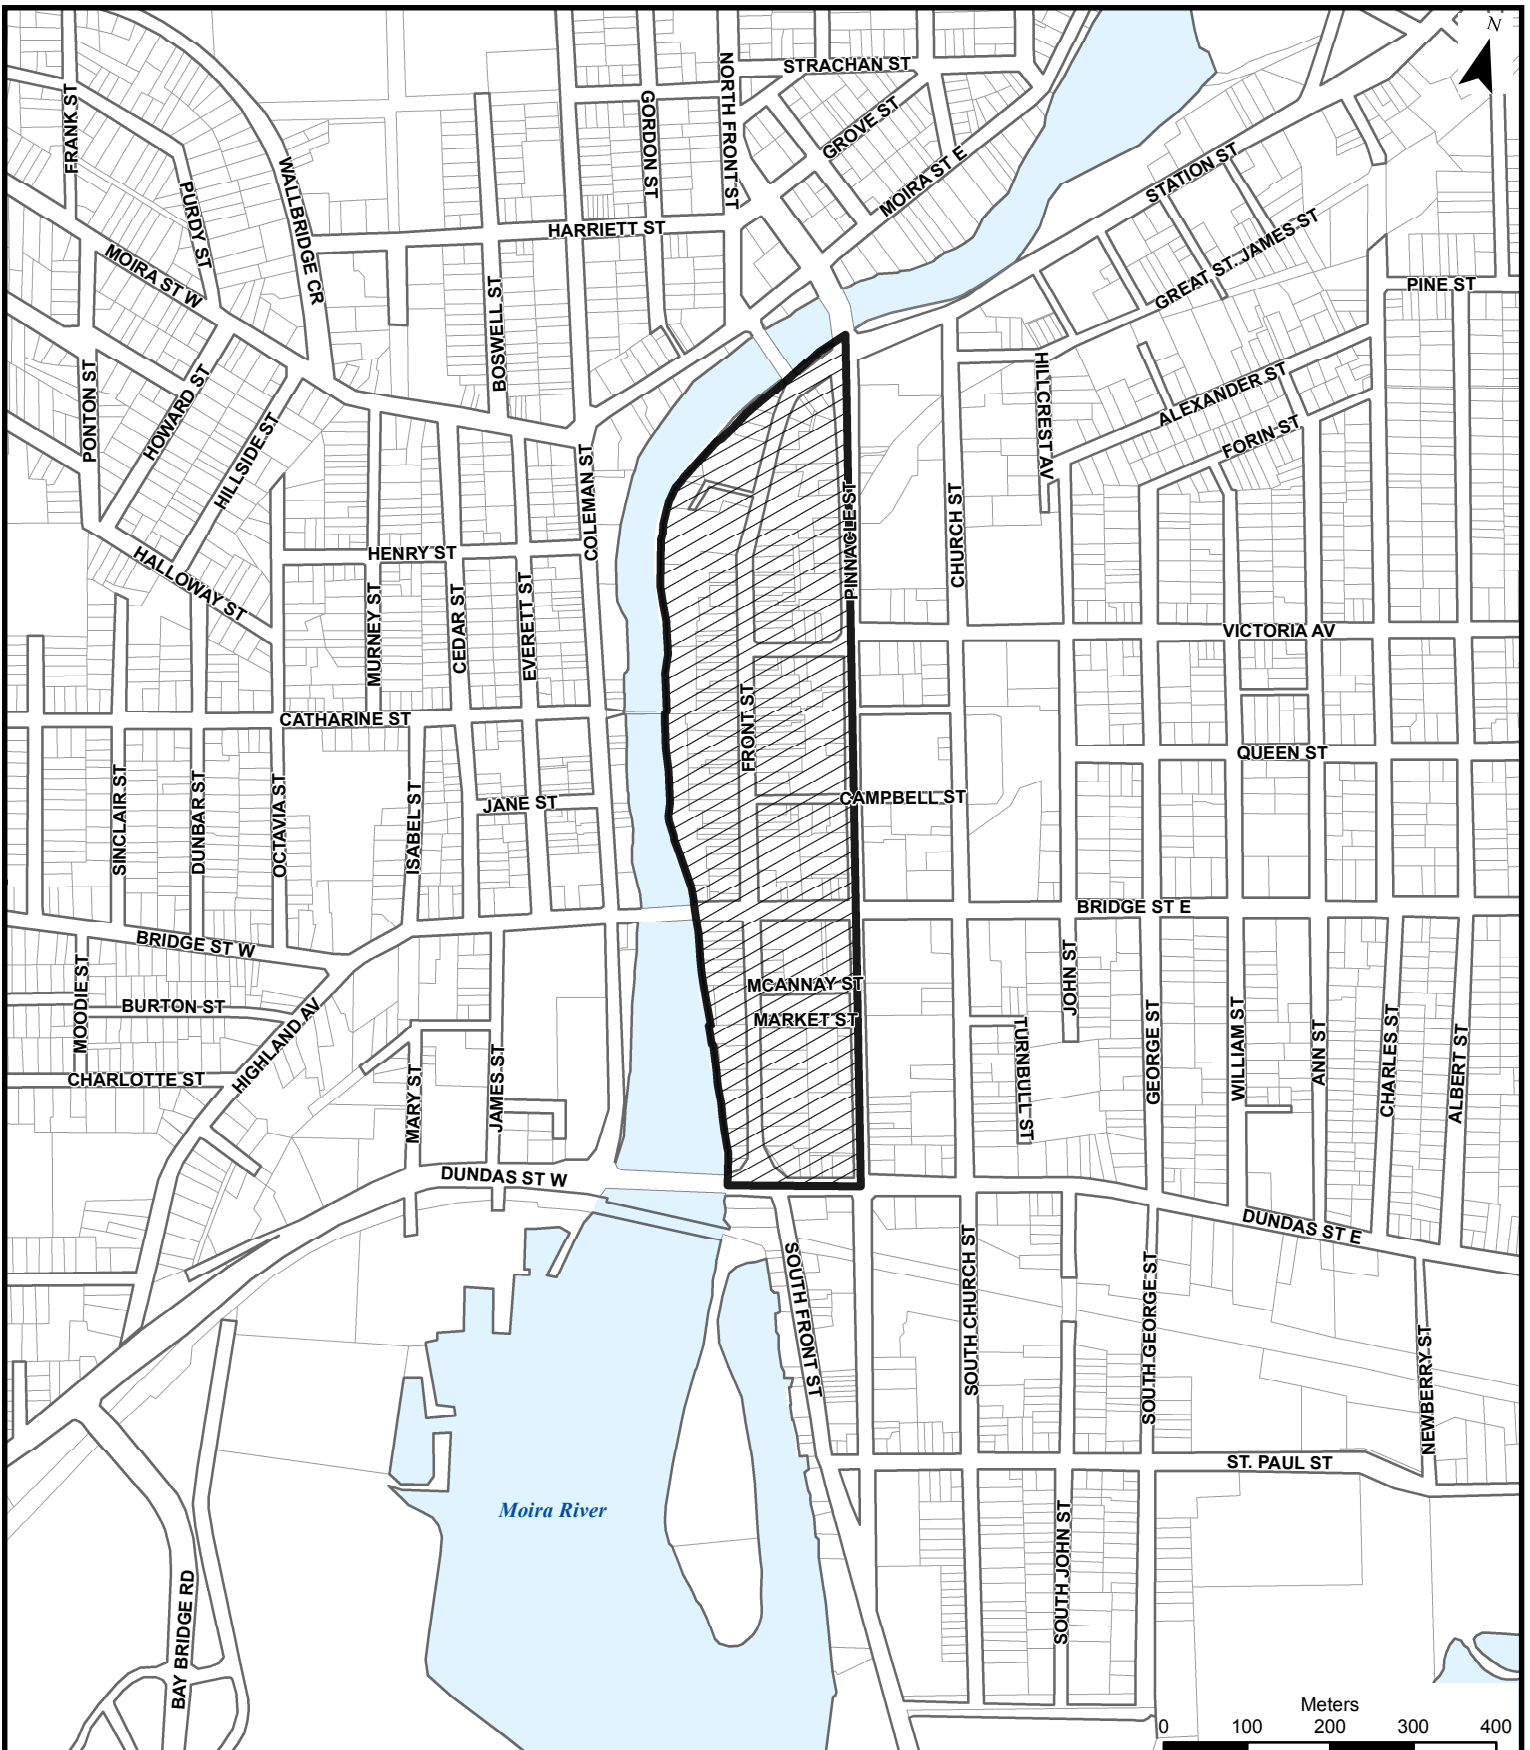 N
STRACHAN ST
FRANK ST
GORDON ST
NORTH FRONT ST
GROVE ST
MOIRA ST E
STATION ST
WALLBRIDGE CR
PURDY ST
HARRIETT ST
GREAT ST. JAMES ST
MOIRA ST W
PINE ST
BOSWELL ST
PONTON ST
HOWARD ST
HILLSIDE ST
HILLCREST AV
ALEXANDER ST
FORIN ST
COLEMAN ST
PINNACLE ST
CHURCH ST
HENRY ST
HALLOWAY ST
MURNEY ST
CEDAR ST
EVERETT ST
VICTORIA AV
CATHARINE ST
FRONT ST
QUEEN ST
SINCLAIR ST
DUNBAR ST
OCTAVIA ST
ISABEL ST
JANE ST
CAMPBELL ST
BRIDGE ST E
BRIDGE ST W
MOODIE ST
BURTON ST
HIGHLAND AV
MCANNAY ST
MARKET ST
JOHN ST
TURNBULL ST
GEORGE ST
WILLIAM ST
ANN ST
CHARLES ST
ALBERT ST
CHARLOTTE ST
MARY ST
JAMES ST
DUNDAS ST W
DUNDAS ST E
SOUTH FRONT ST
SOUTH CHURCH ST
SOUTH GEORGE ST
NEWBERRY ST
ST. PAUL ST
Moira River
SOUTH JOHN ST
BAY BRIDGE RD
Meters
0 100 200 300 400